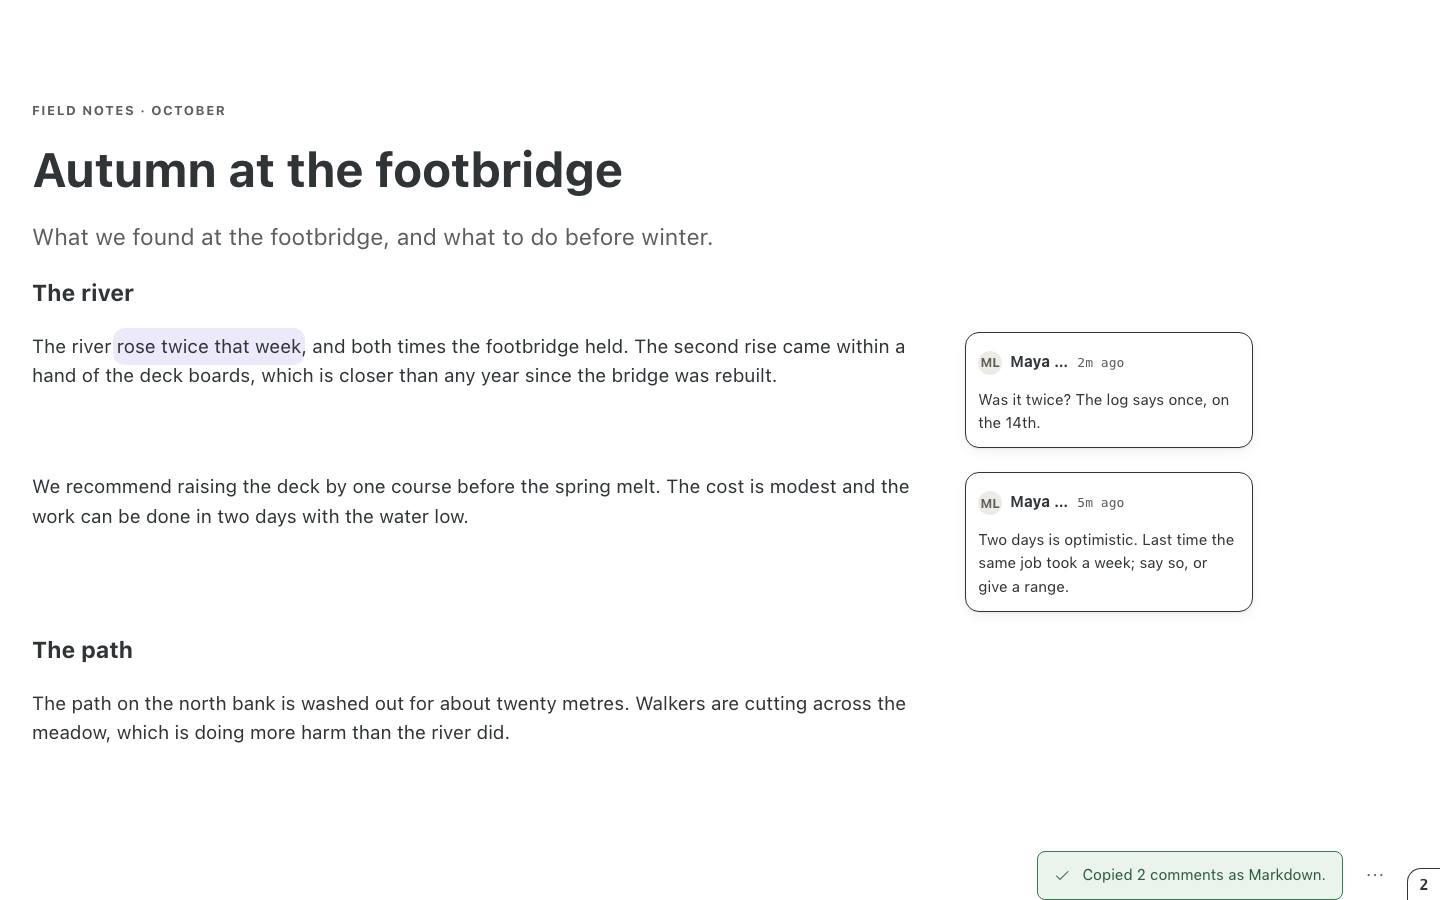 FIELD NOTES · OCTOBER
Autumn at the footbridge
What we found at the footbridge, and what to do before winter.
The river
The river rose twice that week, and both times the footbridge held. The second rise came within a
hand of the deck boards, which is closer than any year since the bridge was rebuilt.
ML Maya ... 2m ago
Was it twice? The log says once, on
the 14th.
We recommend raising the deck by one course before the spring melt. The cost is modest and the
work can be done in two days with the water low.
ML Maya ... 5m ago
Two days is optimistic. Last time the
same job took a week; say so, or
give a range.
The path
The path on the north bank is washed out for about twenty metres. Walkers are cutting across the
meadow, which is doing more harm than the river did.
Copied 2 comments as Markdown.
...
2